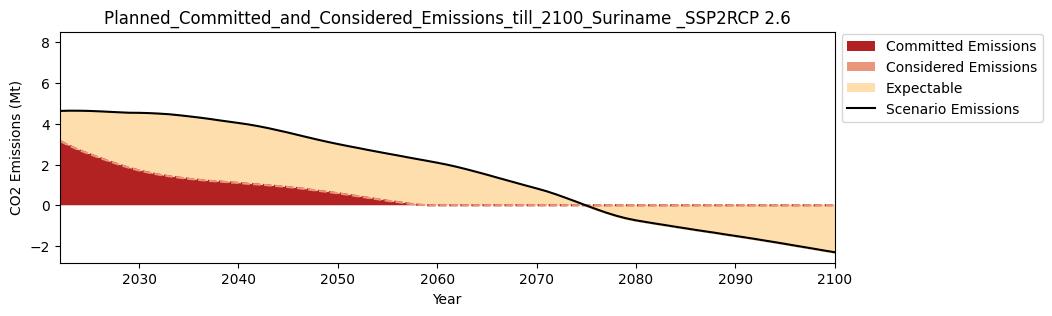 Planned_Committed_and_Considered_Emissions_till_2100_Suriname _SSP2RCP 2.6
CO2 Emissions (Mt)
8
6
4
2
0
−2
2030
2040
2050
2060
2070
2080
2090
2100
Year
Committed Emissions
Considered Emissions
Expectable
Scenario Emissions